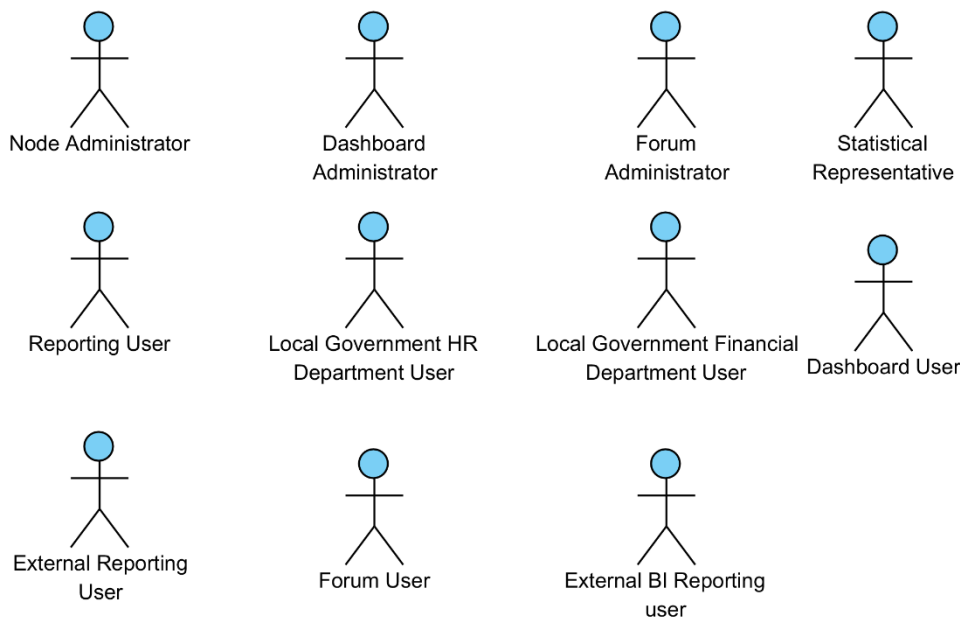 Node Administrator
Dashboard
Administrator
Forum
Administrator
Statistical
Representative
Reporting User
Local Government HR
Department User
Local Government Financial
Department User
Dashboard User
External Reporting
User
Forum User
External BI Reporting
user